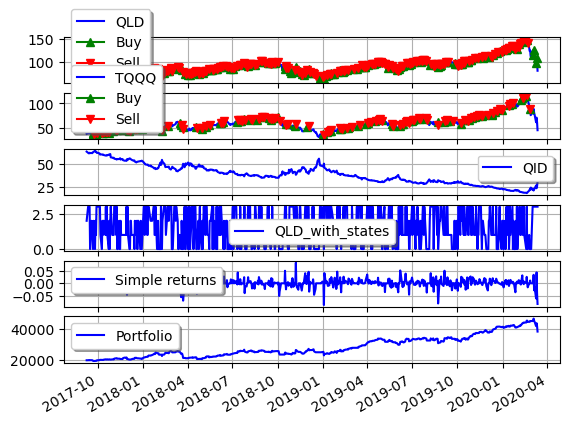 QLD
Buy
Sell
150
100
TQQQ
Buy
Sell
100
50
QID
50
25
QLD_with_states
2.5
0.0
Simple returns
0.05
0.00
−0.05
Portfolio
40000
20000
2017-10
2018-01
2018-04
2018-07
2018-10
2019-01
2019-04
2019-07
2019-10
2020-01
2020-04